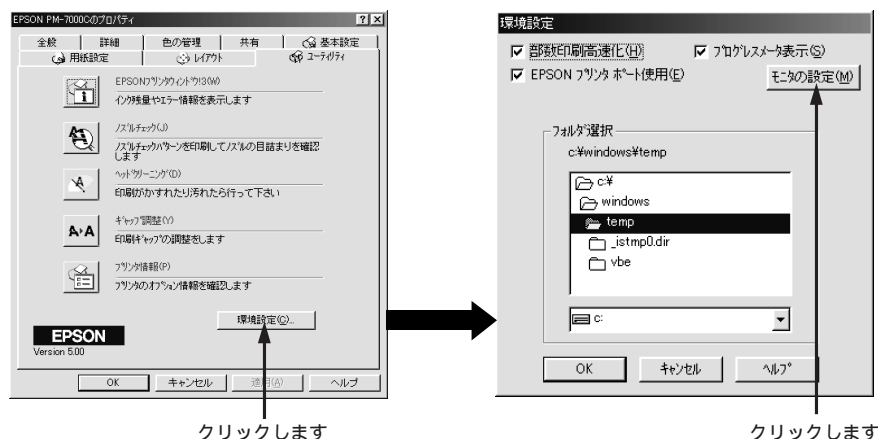 EPSON PM-7000Cのプロパティ
全般 詳細 色の管理 共有 基本設定
用紙設定 レイアウト ユーティリティ
EPSONプリンタウィンドウ!3(W)
インク残量やエラー情報を表示します
ノズルチェック(J)
ノズルチェックパターンを印刷してノズルの目詰まりを確認
します
ヘッドクリーニング(D)
印刷がかすれたり汚れたら行って下さい
ギャップ調整(Y)
印刷ギャップの調整をします
プリンタ情報(P)
プリンタのオプション情報を確認します
環境設定(C)...
EPSON
Version 5.00
OK キャンセル 適用(A) ヘルプ
クリックします
環境設定
部数印刷高速化(H) プログレスメータ表示(S)
EPSON プリンタ ポート使用(E)
モニタの設定(M)
フォルダ選択
c:¥windows¥temp
c:¥
windows
temp
_istmp0.dir
vbe
c:
OK キャンセル ヘルプ
クリックします